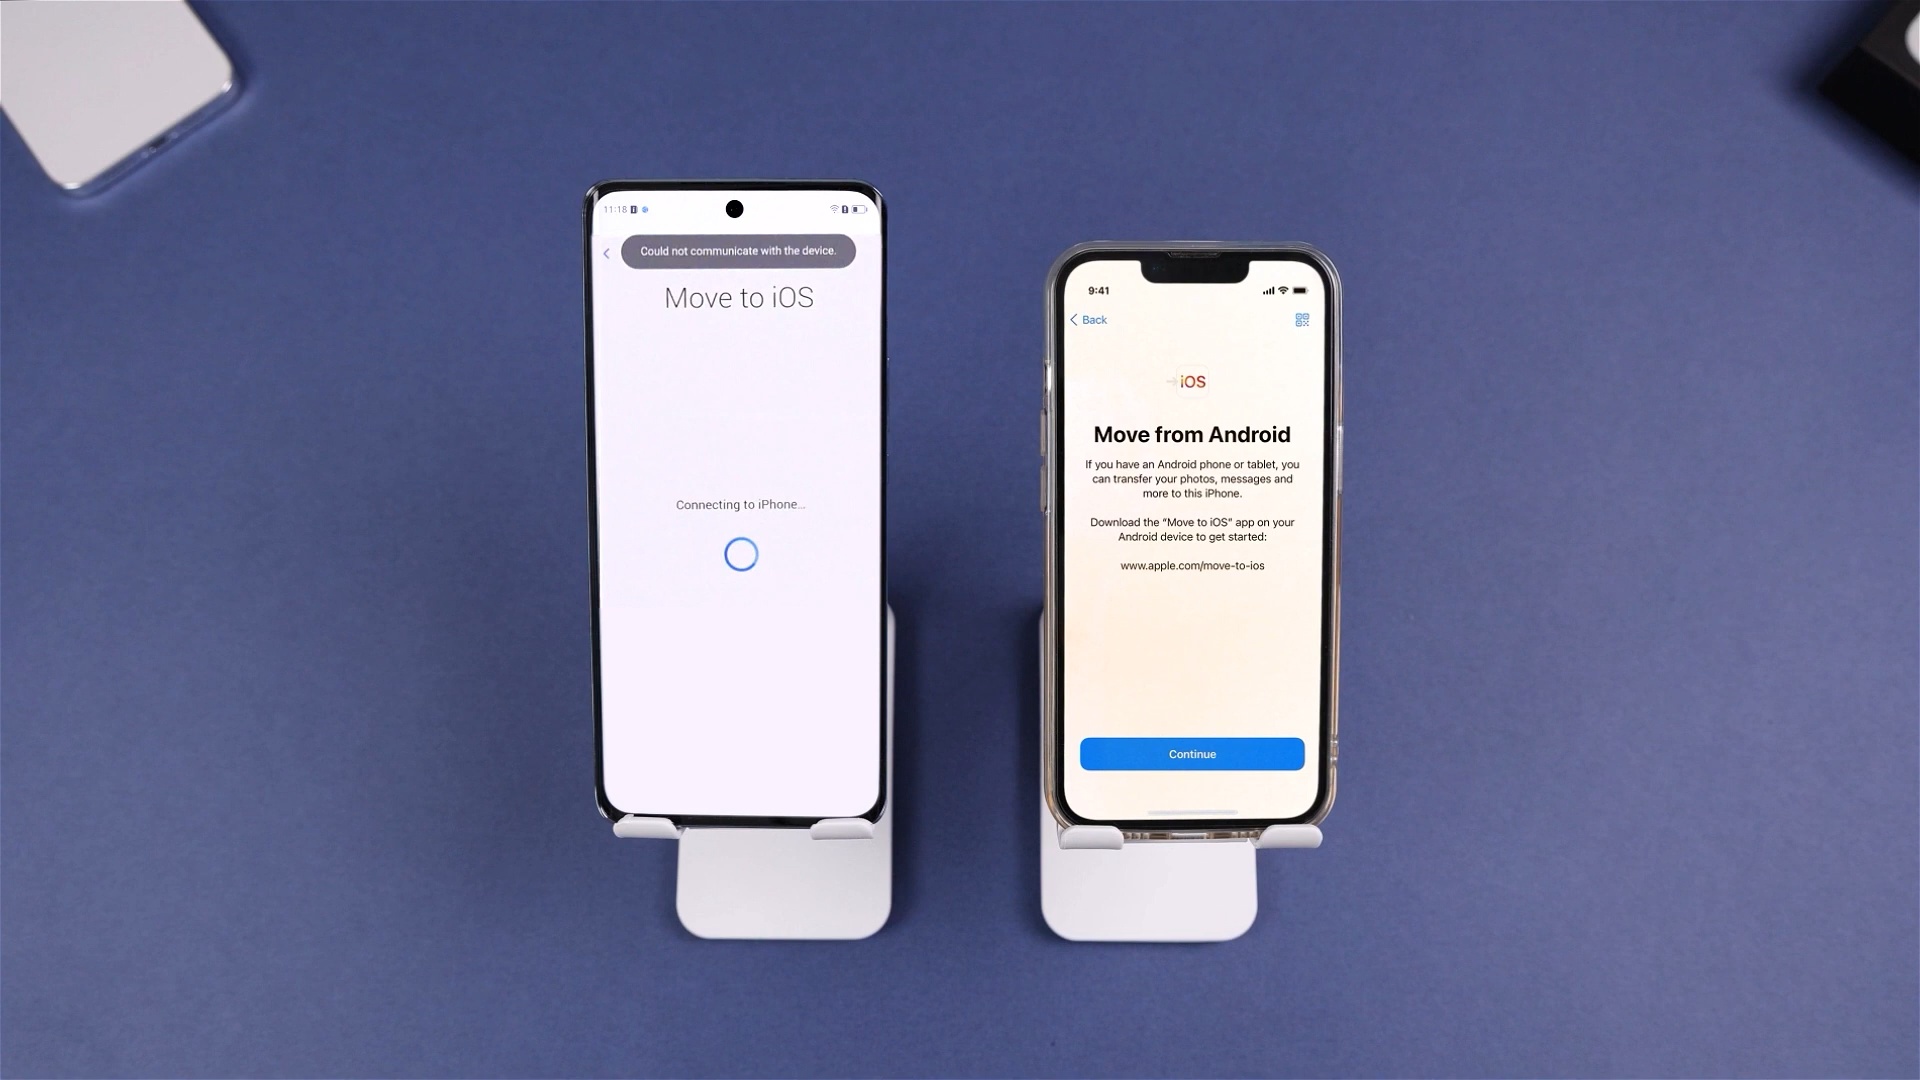 11:18
Could not communicate with the device.
Move to iOS
Connecting to iPhone...
9:41
Back
iOS
Move from Android
If you have an Android phone or tablet, you
can transfer your photos, messages and
more to this iPhone.
Download the “Move to iOS” app on your
Android device to get started:
www.apple.com/move-to-ios
Continue